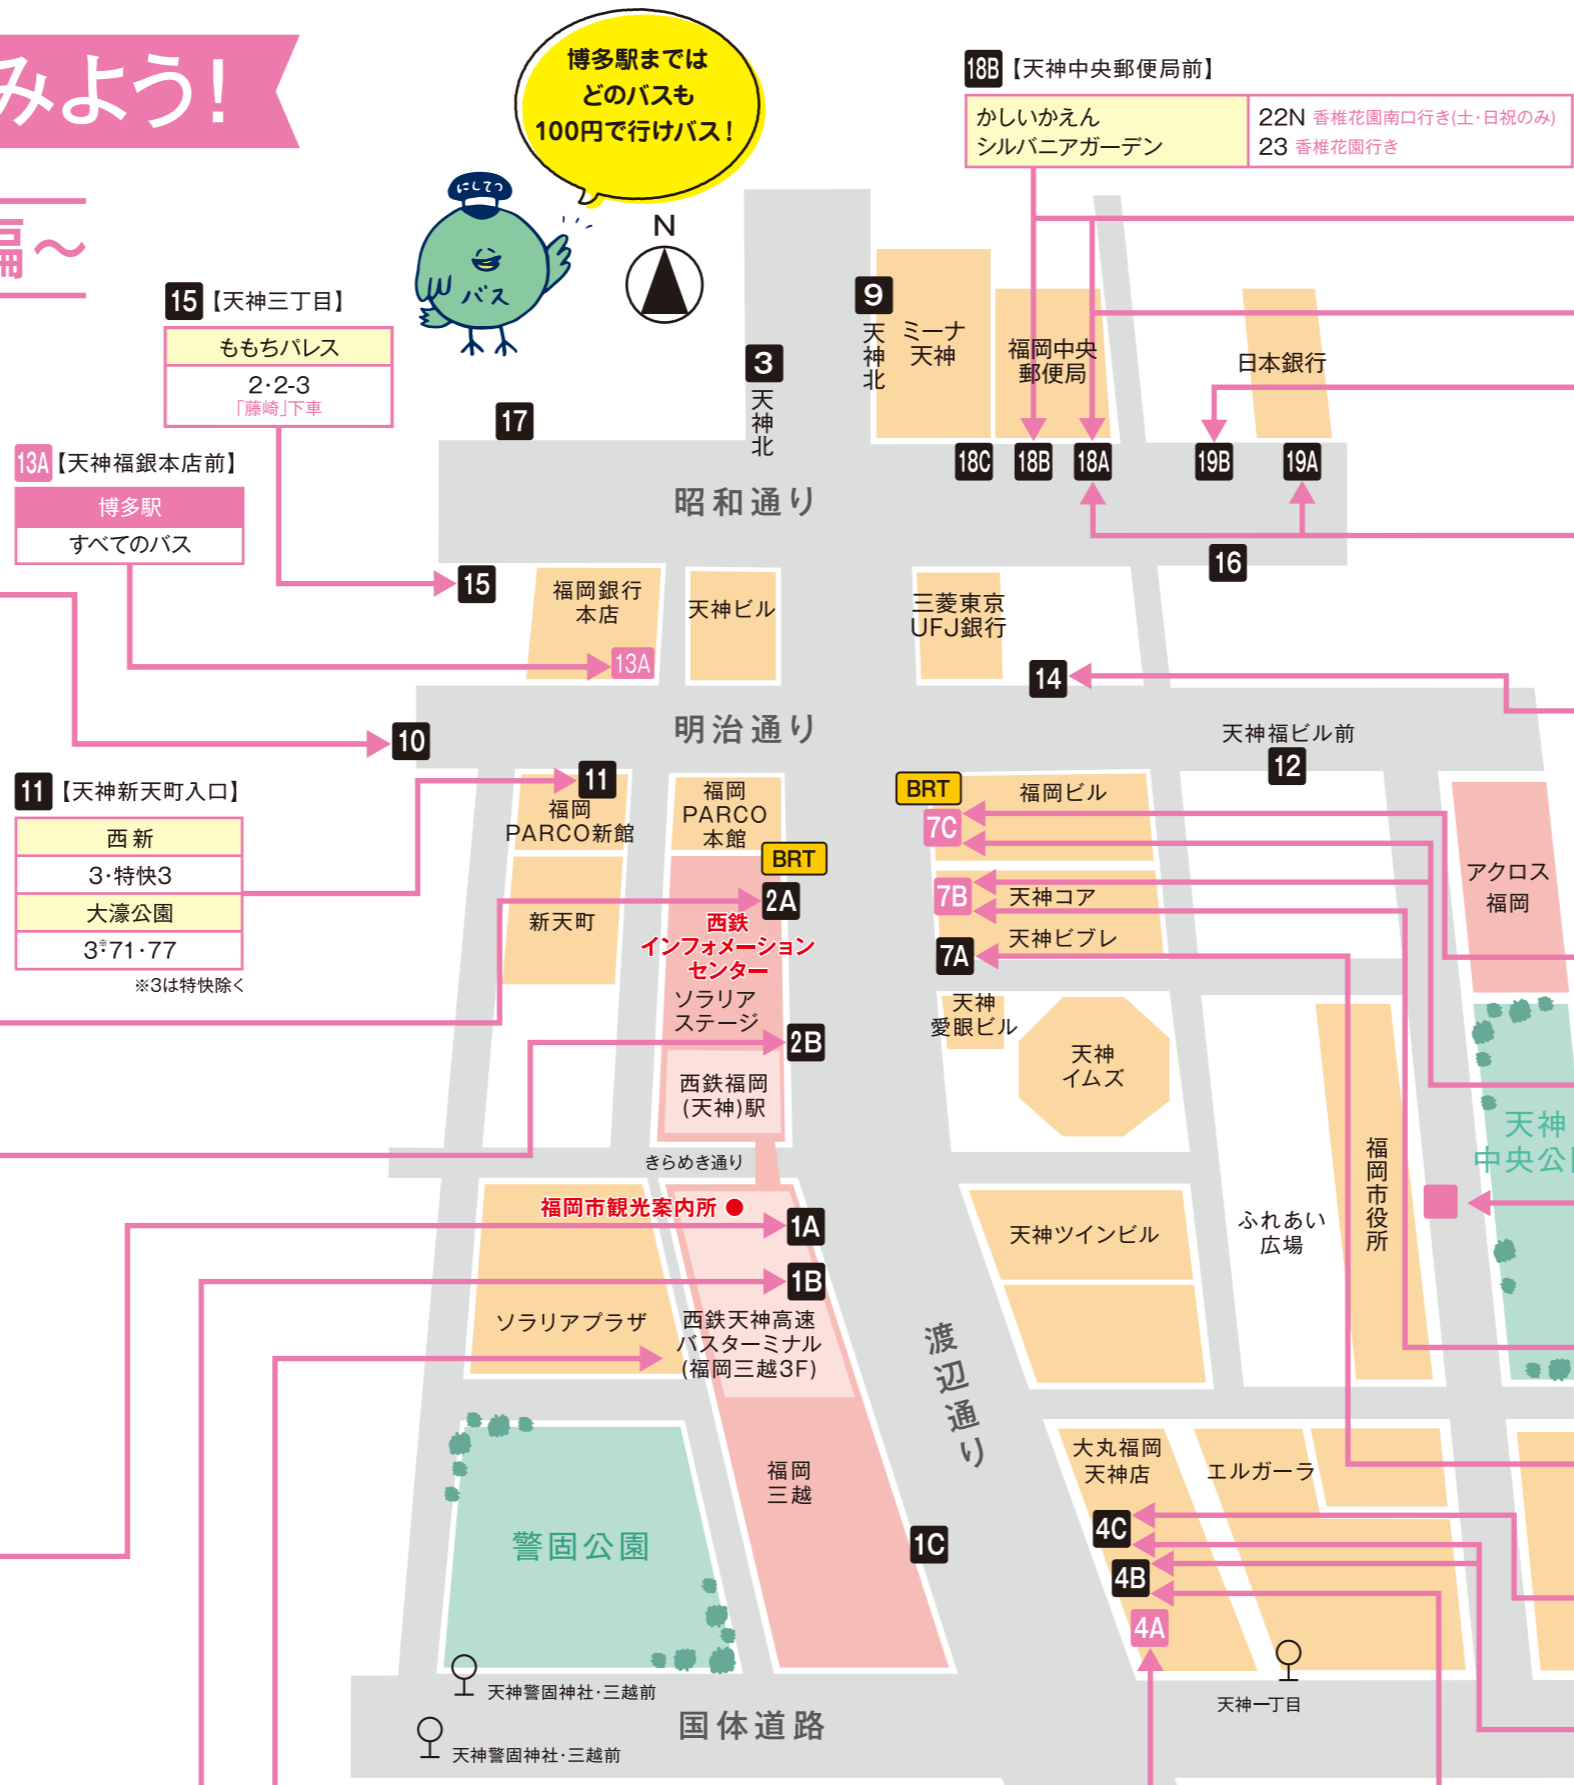 みよう!
編～
博多駅までは
どのバスも
100円で行けバス!
にしてつ
バス
N
18B【天神中央郵便局前】
かしいかえん
シルバニアガーデン
22N 香椎花園南口行き(土・日祝のみ)
23 香椎花園行き
15【天神三丁目】
ももちパレス
2・2-3
「藤崎」下車
13A【天神福銀本店前】
博多駅
すべてのバス
11【天神新天町入口】
西新
3・特快3
大濠公園
3※・71・77
※3は特快除く
9
天神北
3
天神北
ミーナ
天神
福岡中央
郵便局
日本銀行
17
18C
18B
18A
19B
19A
昭和通り
16
15
福岡銀行
本店
天神ビル
三菱東京
UFJ銀行
13A
14
明治通り
10
天神福ビル前
12
11
福岡
PARCO新館
福岡
PARCO
本館
BRT
2A
BRT
7C
福岡ビル
7B
天神コア
天神ビブレ
7A
アクロス
福岡
新天町
西鉄
インフォメーション
センター
ソラリア
ステージ
2B
西鉄福岡
(天神)駅
天神
愛眼ビル
天神
イムズ
天神
中央公
きらめき通り
福岡市観光案内所
1A
1B
西鉄天神高速
バスターミナル
(福岡三越3F)
ソラリアプラザ
天神ツインビル
ふれあい
広場
福岡市役所
渡辺通り
福岡
三越
1C
大丸福岡
天神店
エルガーラ
4C
4B
4A
警固公園
天神警固神社・三越前
天神警固神社・三越前
国体道路
天神一丁目